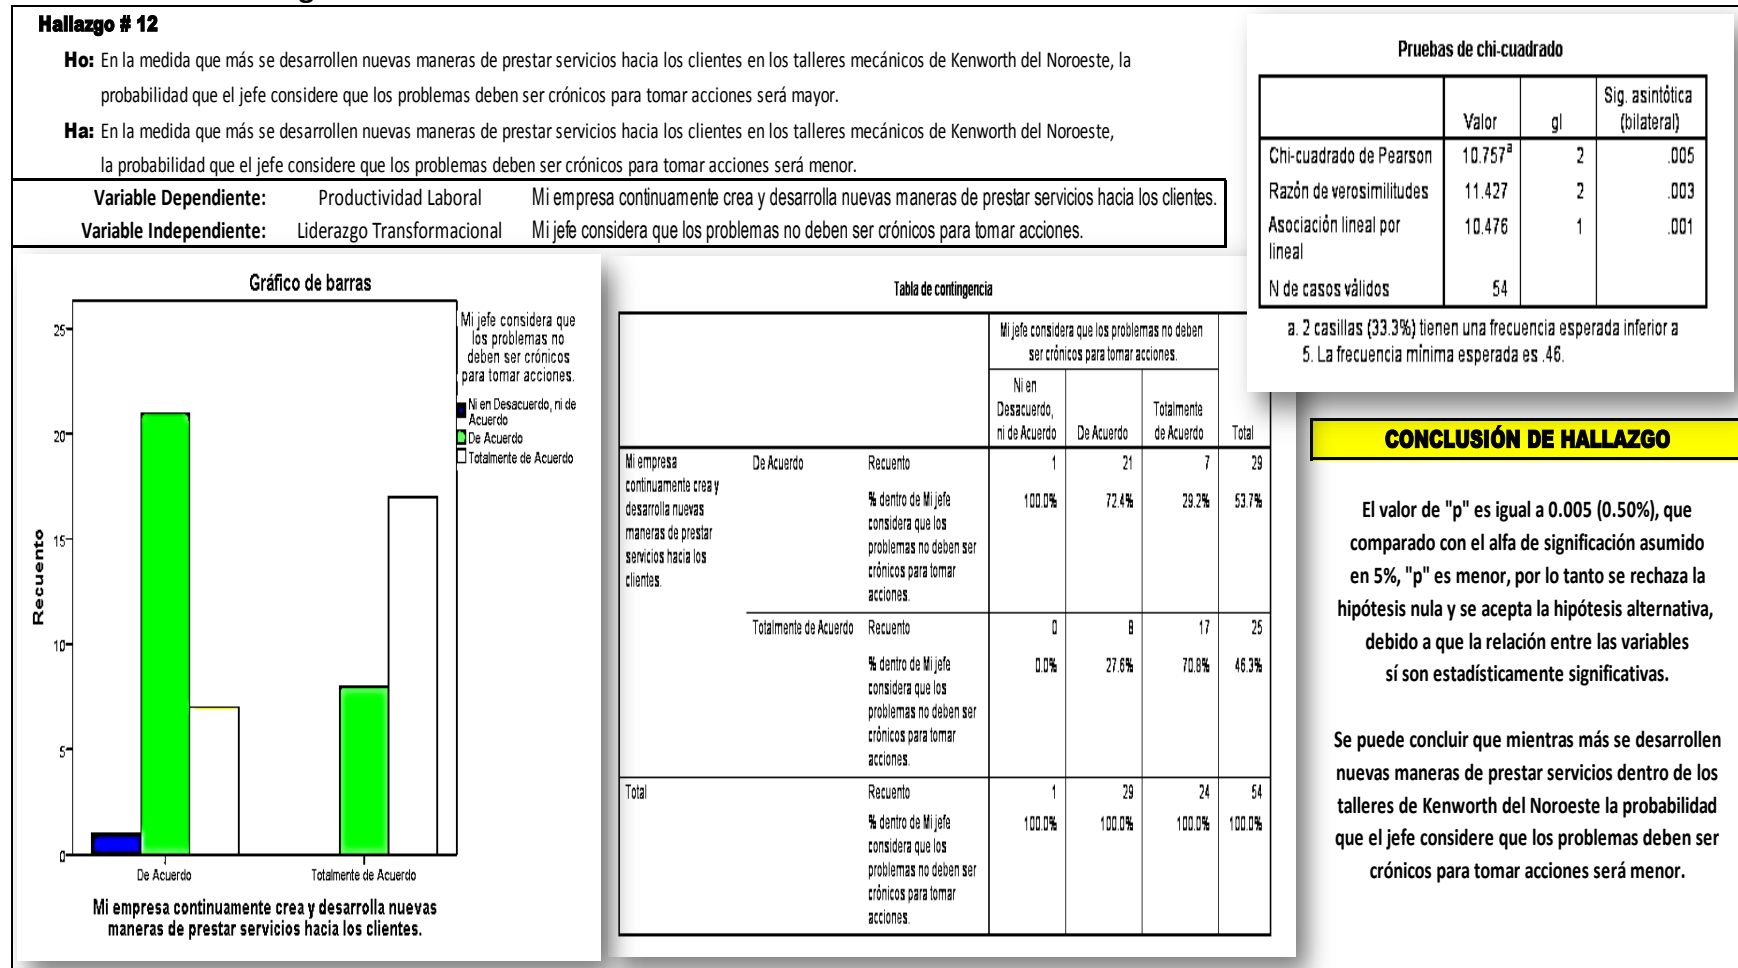 Hallazgo # 12
Ho: En la medida que más se desarrollen nuevas maneras de prestar servicios hacia los clientes en los talleres mecánicos de Kenworth del Noroeste, la
probabilidad que el jefe considere que los problemas deben ser crónicos para tomar acciones será mayor.
Ha: En la medida que más se desarrollen nuevas maneras de prestar servicios hacia los clientes en los talleres mecánicos de Kenworth del Noroeste,
la probabilidad que el jefe considere que los problemas deben ser crónicos para tomar acciones será menor.
Variable Dependiente: Productividad Laboral Mi empresa continuamente crea y desarrolla nuevas maneras de prestar servicios hacia los clientes.
Variable Independiente: Liderazgo Transformacional Mi jefe considera que los problemas no deben ser crónicos para tomar acciones.
Pruebas de chi-cuadrado
Valor gl Sig. asintótica
(bilateral)
Chi-cuadrado de Pearson 10.757a 2 .005
Razón de verosimilitudes 11.427 2 .003
Asociación lineal por
lineal 10.476 1 .001
N de casos válidos 54
a. 2 casillas (33.3%) tienen una frecuencia esperada inferior a
5. La frecuencia mínima esperada es .46.
Gráfico de barras
Mi jefe considera que
los problemas no
deben ser crónicos
para tomar acciones.
Ni en Desacuerdo, ni de
Acuerdo
De Acuerdo
Totalmente de Acuerdo
Recuento
25
20
15
10
5
0
De Acuerdo Totalmente de Acuerdo
Mi empresa continuamente crea y desarrolla nuevas
maneras de prestar servicios hacia los clientes.
Tabla de contingencia
Mi jefe considera que los problemas no deben
ser crónicos para tomar acciones.
Ni en
Desacuerdo,
ni de Acuerdo
De Acuerdo
Totalmente
de Acuerdo
Total
Mi empresa
continuamente crea y
desarrolla nuevas
maneras de prestar
servicios hacia los
clientes.
De Acuerdo Recuento 1 21 7 29
% dentro de Mi jefe 100.0% 72.4% 29.2% 53.7%
considera que los
problemas no deben ser
crónicos para tomar
acciones.
Totalmente de Acuerdo Recuento 0 8 17 25
% dentro de Mi jefe 0.0% 27.6% 70.8% 46.3%
considera que los
problemas no deben ser
crónicos para tomar
acciones.
Total Recuento 1 29 24 54
% dentro de Mi jefe 100.0% 100.0% 100.0% 100.0%
considera que los
problemas no deben ser
crónicos para tomar
acciones.
CONCLUSIÓN DE HALLAZGO
El valor de "p" es igual a 0.005 (0.50%), que
comparado con el alfa de significación asumido
en 5%, "p" es menor, por lo tanto se rechaza la
hipótesis nula y se acepta la hipótesis alternativa,
debido a que la relación entre las variables
sí son estadísticamente significativas.
Se puede concluir que mientras más se desarrollen
nuevas maneras de prestar servicios dentro de los
talleres de Kenworth del Noroeste la probabilidad
que el jefe considere que los problemas deben ser
crónicos para tomar acciones será menor.